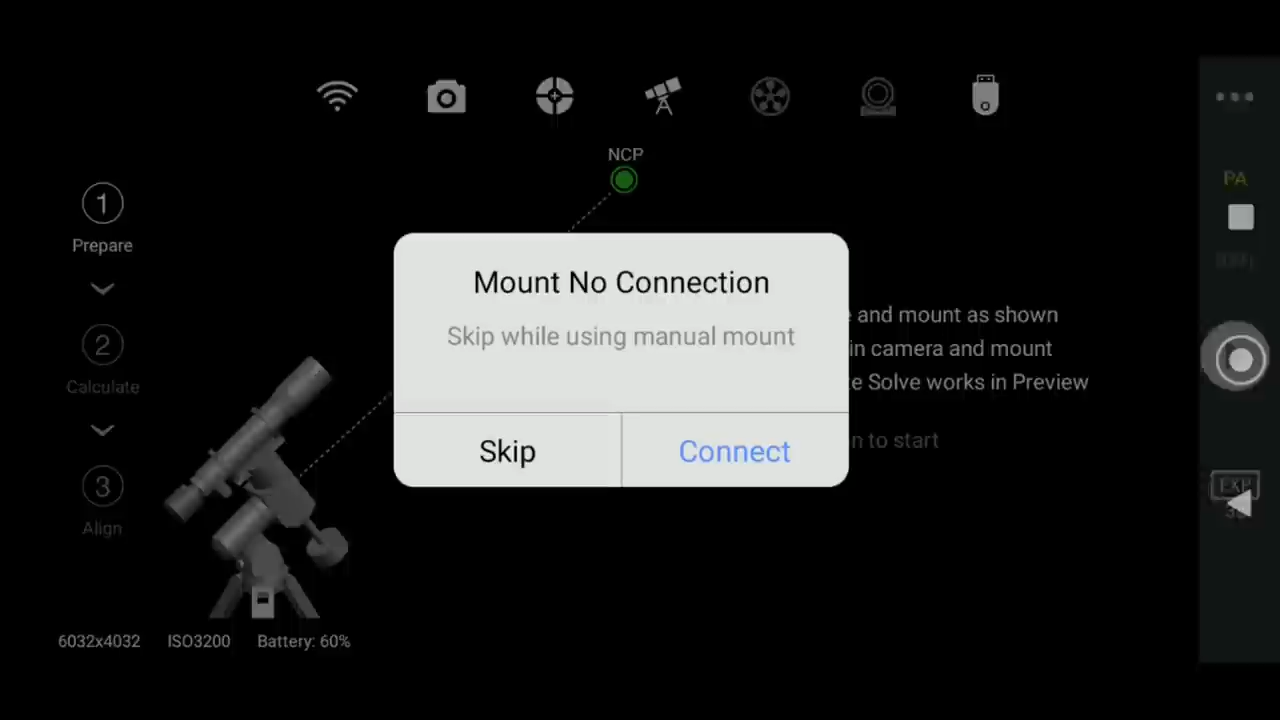 NCP
1
Prepare
2
Calculate
3
Align
PA
Mount No Connection
Skip while using manual mount
Skip
Connect
and mount as shown
in camera and mount
Solve works in Preview
to start
EXP
6032x4032 ISO3200 Battery: 60%